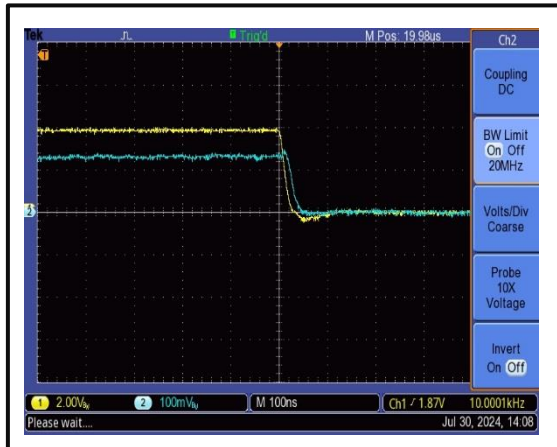 Tek Trig'd M Pos: 19.98us
Ch2
Coupling
DC
BW Limit
On Off
20MHz
Volts/Div
Coarse
Probe
10X
Voltage
Invert
On Off
T
2
1 2.00V 2 100mV M 100ns Ch1 1.87V 10.0001kHz
Please wait.... Jul 30, 2024, 14:08